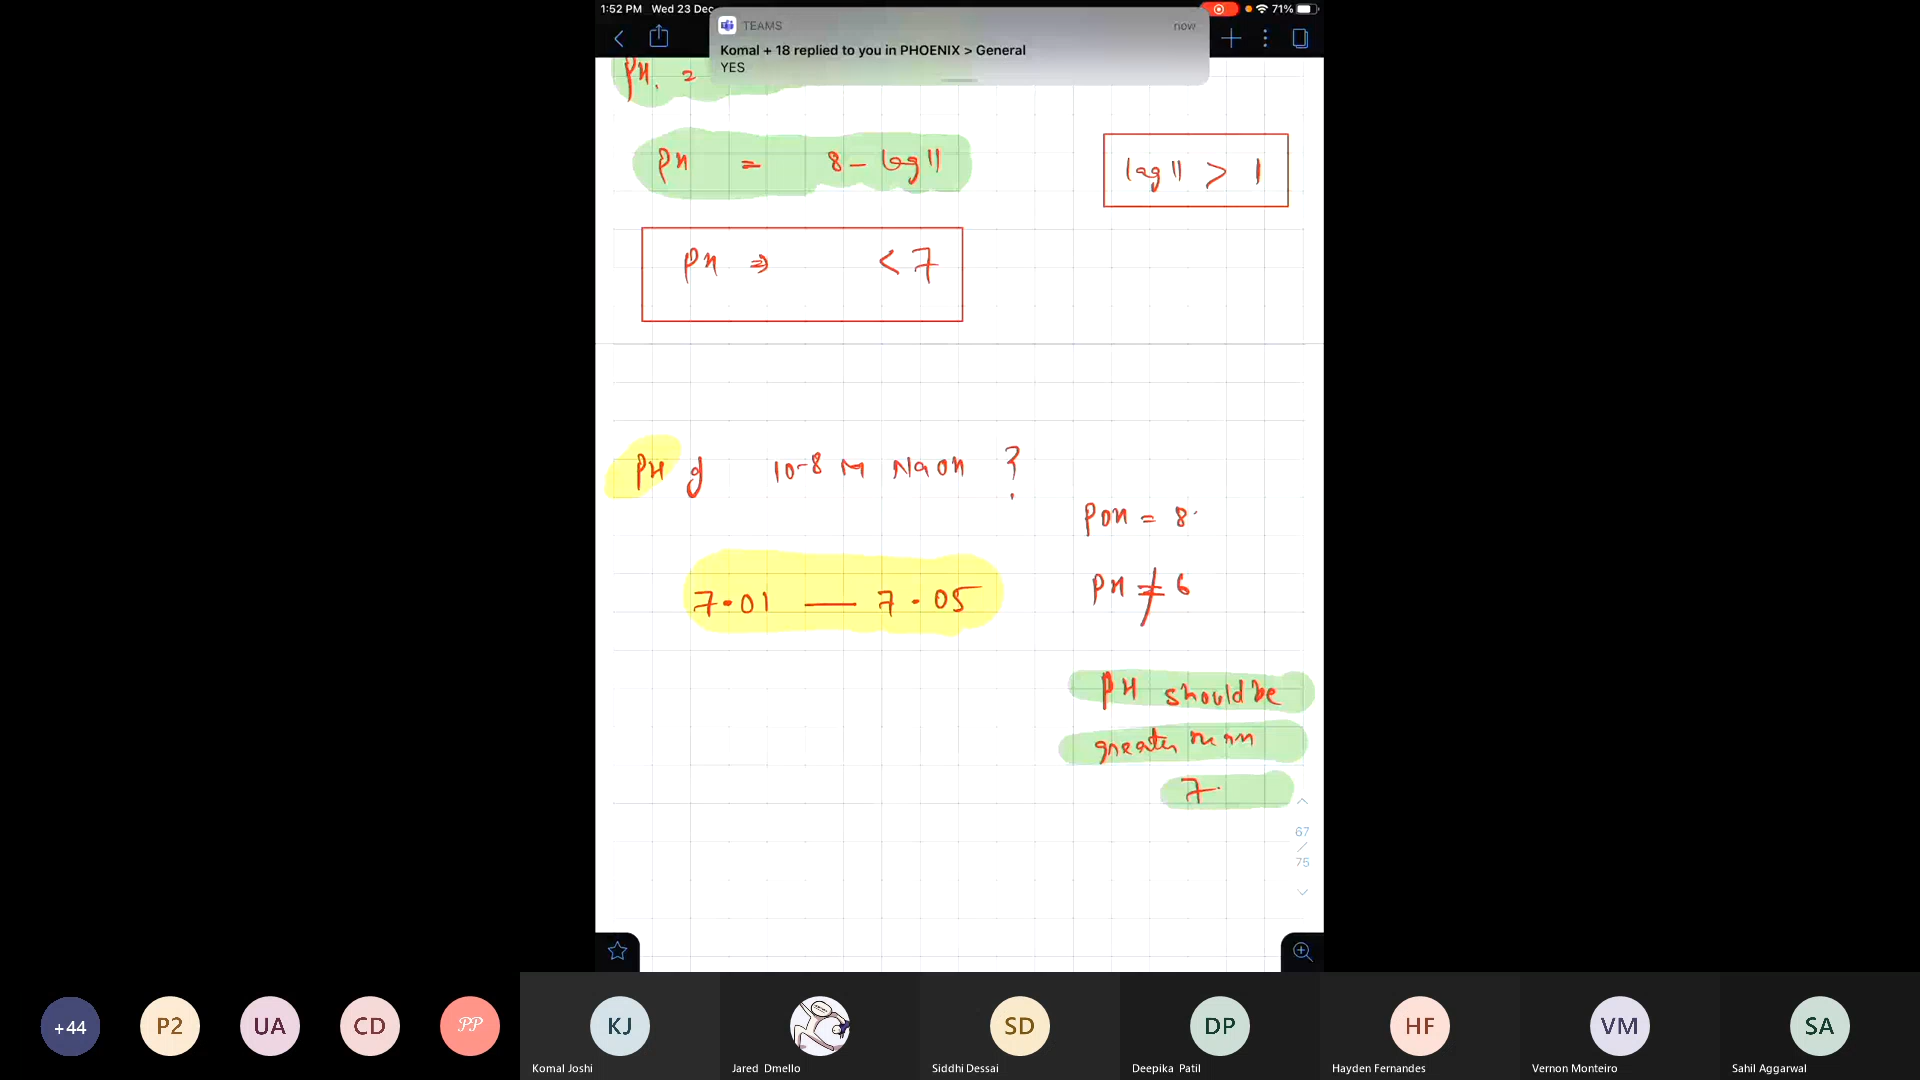 1:52 PM Wed 23 Dec
71%
TEAMS
now
Komal + 18 replied to you in PHOENIX > General
YES
PH =
PH = 8 - log 11
log 11 > 1
PH ⇒ < 7
PH of 10-8 M NaOH ?
POH = 8.
7.01 — 7.05
PH ≠ 6
PH should be
greater than
7.
67
/
75
+44
P2
UA
CD
PP
KJ
SD
DP
HF
VM
SA
Komal Joshi
Jared Dmello
Siddhi Dessai
Deepika Patil
Hayden Fernandes
Vernon Monteiro
Sahil Aggarwal